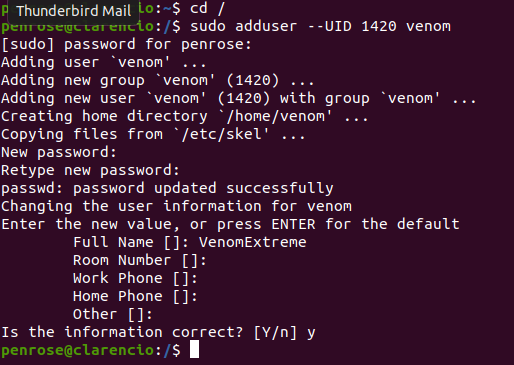 Thunderbird Mail
:~$ cd /
penrose@clarencio:/$ sudo adduser --UID 1420 venom
[sudo] password for penrose:
Adding user `venom' ...
Adding new group `venom' (1420) ...
Adding new user `venom' (1420) with group `venom' ...
Creating home directory `/home/venom' ...
Copying files from `/etc/skel' ...
New password:
Retype new password:
passwd: password updated successfully
Changing the user information for venom
Enter the new value, or press ENTER for the default
Full Name []: VenomExtreme
Room Number []:
Work Phone []:
Home Phone []:
Other []:
Is the information correct? [Y/n] y
penrose@clarencio:/$